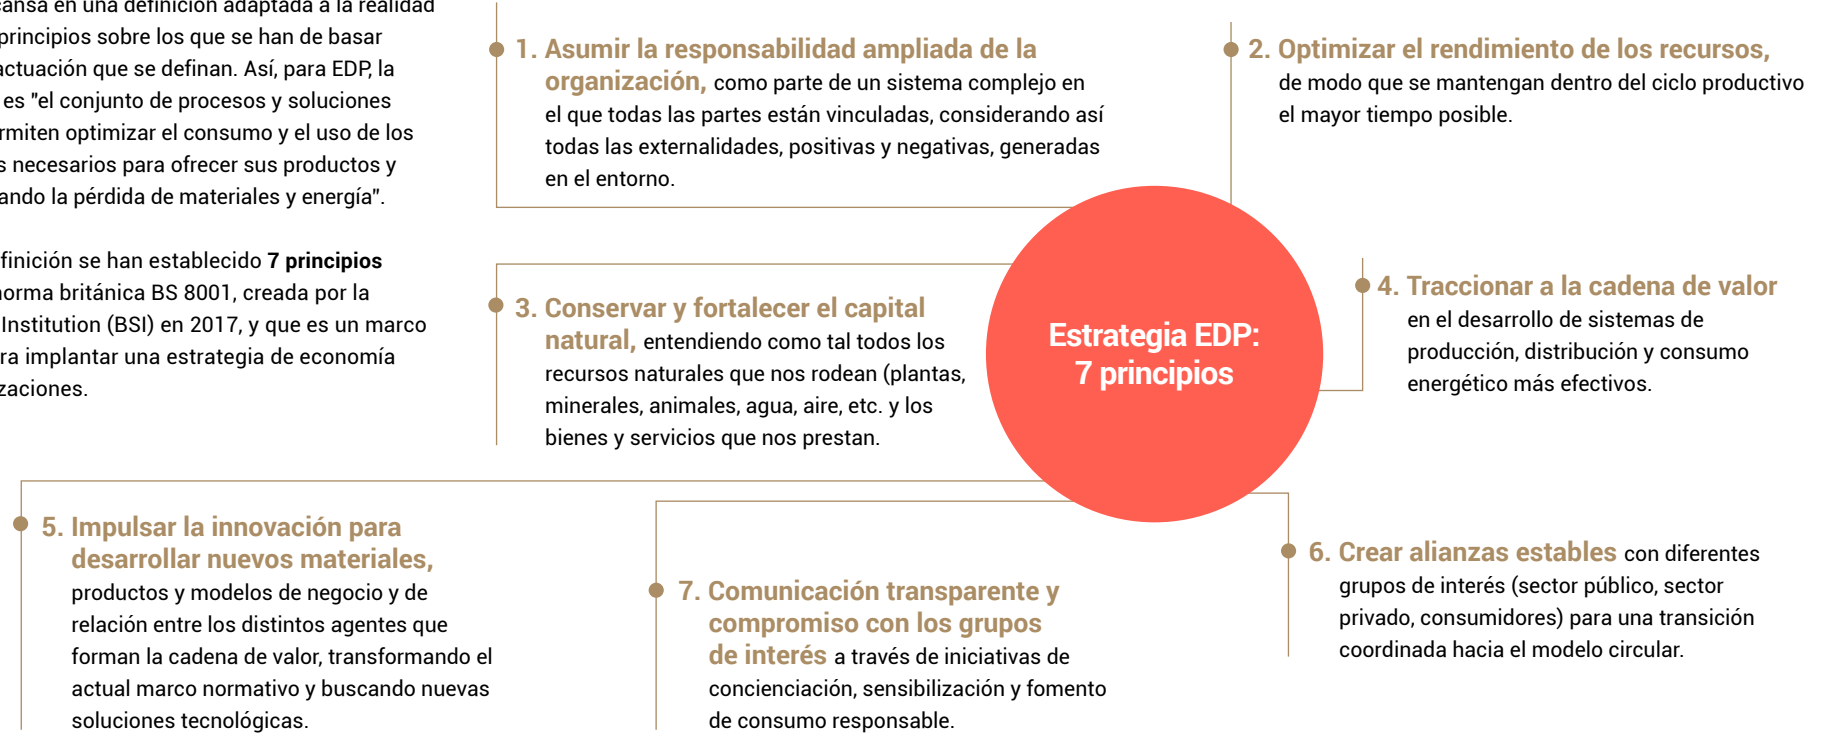 cansa en una definición adaptada a la realidad
principios sobre los que se han de basar
actuación que se definan. Así, para EDP, la
es "el conjunto de procesos y soluciones
rmiten optimizar el consumo y el uso de los
s necesarios para ofrecer sus productos y
ando la pérdida de materiales y energía".
finición se han establecido 7 principios
norma británica BS 8001, creada por la
Institution (BSI) en 2017, y que es un marco
ra implantar una estrategia de economía
zaciones.
1. Asumir la responsabilidad ampliada de la
organización, como parte de un sistema complejo en
el que todas las partes están vinculadas, considerando así
todas las externalidades, positivas y negativas, generadas
en el entorno.
2. Optimizar el rendimiento de los recursos,
de modo que se mantengan dentro del ciclo productivo
el mayor tiempo posible.
3. Conservar y fortalecer el capital
natural, entendiendo como tal todos los
recursos naturales que nos rodean (plantas,
minerales, animales, agua, aire, etc. y los
bienes y servicios que nos prestan.
Estrategia EDP:
7 principios
4. Traccionar a la cadena de valor
en el desarrollo de sistemas de
producción, distribución y consumo
energético más efectivos.
5. Impulsar la innovación para
desarrollar nuevos materiales,
productos y modelos de negocio y de
relación entre los distintos agentes que
forman la cadena de valor, transformando el
actual marco normativo y buscando nuevas
soluciones tecnológicas.
7. Comunicación transparente y
compromiso con los grupos
de interés a través de iniciativas de
concienciación, sensibilización y fomento
de consumo responsable.
6. Crear alianzas estables con diferentes
grupos de interés (sector público, sector
privado, consumidores) para una transición
coordinada hacia el modelo circular.